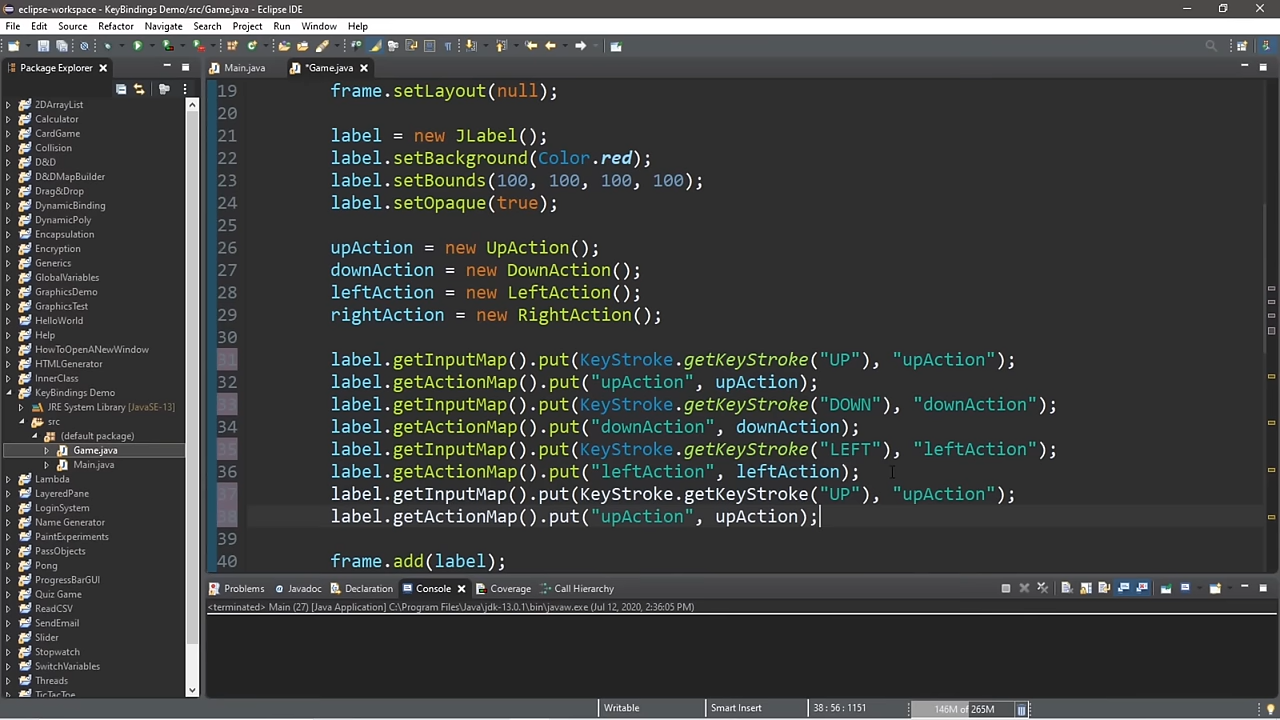 eclipse-workspace - KeyBindings Demo/src/Game.java - Eclipse IDE
File Edit Source Refactor Navigate Search Project Run Window Help
Package Explorer
Main.java *Game.java
2DArrayList
Calculator
CardGame
Collision
D&D
D&DMapBuilder
Drag&Drop
DynamicBinding
DynamicPoly
Encapsulation
Encryption
Generics
GlobalVariables
GraphicsDemo
GraphicsTest
HelloWorld
Help
HowToOpenANewWindow
HTMLGenerator
InnerClass
KeyBindings Demo
JRE System Library [JavaSE-13]
src
(default package)
Game.java
Main.java
Lambda
LayeredPane
LoginSystem
Name Generator
PaintExperiments
PassObjects
Pong
ProgressBarGUI
Quiz Game
ReadCSV
SendEmail
Slider
Stopwatch
SwitchVariables
Threads
TicTacToe
19 frame.setLayout(null);
20
21 label = new JLabel();
22 label.setBackground(Color.red);
23 label.setBounds(100, 100, 100, 100);
24 label.setOpaque(true);
25
26 upAction = new UpAction();
27 downAction = new DownAction();
28 leftAction = new LeftAction();
29 rightAction = new RightAction();
30
31 label.getInputMap().put(KeyStroke.getKeyStroke("UP"), "upAction");
32 label.getActionMap().put("upAction", upAction);
33 label.getInputMap().put(KeyStroke.getKeyStroke("DOWN"), "downAction");
34 label.getActionMap().put("downAction", downAction);
35 label.getInputMap().put(KeyStroke.getKeyStroke("LEFT"), "leftAction");
36 label.getActionMap().put("leftAction", leftAction);
37 label.getInputMap().put(KeyStroke.getKeyStroke("UP"), "upAction");
38 label.getActionMap().put("upAction", upAction);
39
40 frame.add(label);
Problems Javadoc Declaration Console Coverage Call Hierarchy
<terminated> Main (27) [Java Application] C:\Program Files\Java\jdk-13.0.1\bin\javaw.exe (Jul 12, 2020, 2:36:05 PM)
Writable Smart Insert 38 : 56 : 1151 146M of 265M